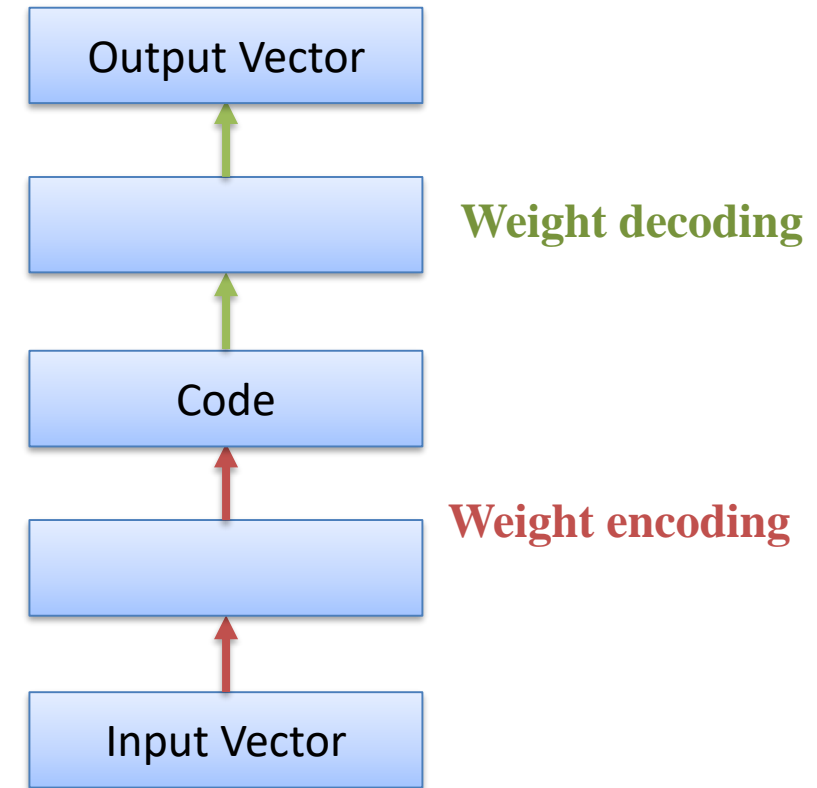 Output Vector
Weight decoding
Code
Weight encoding
Input Vector